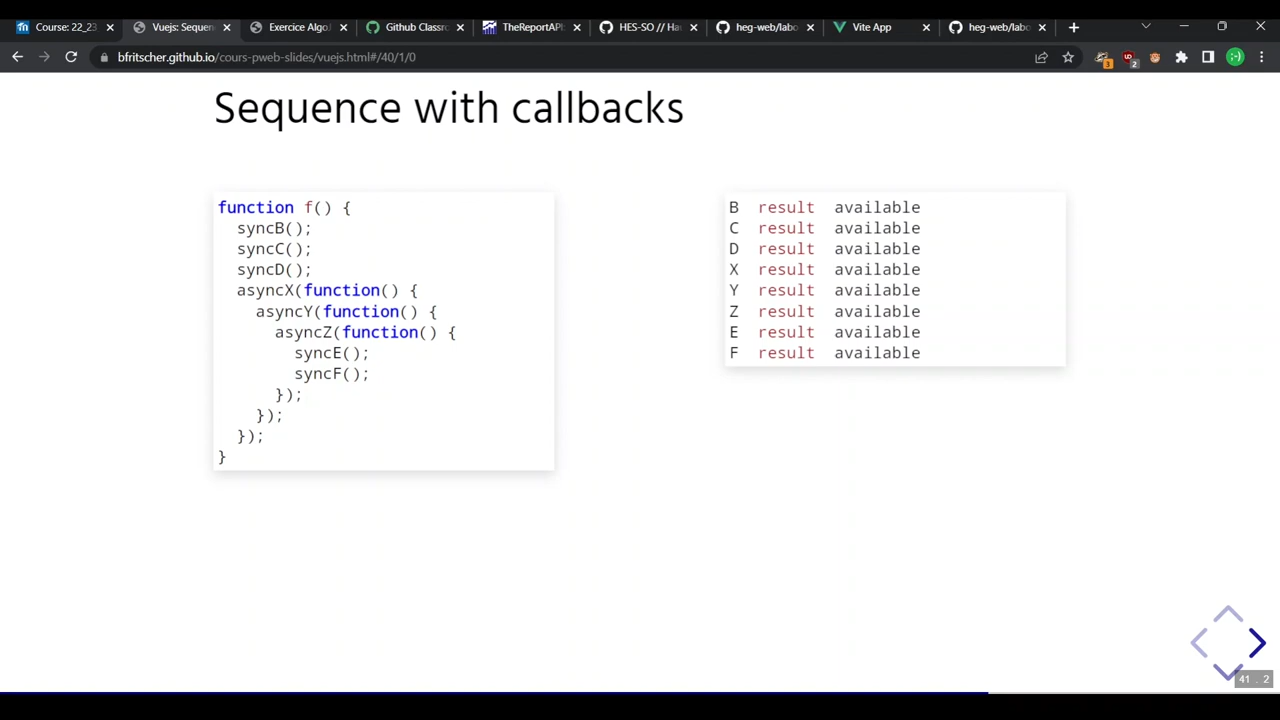 Course: 22_23
Vuejs: Sequen
Exercice Algo.
Github Classro
TheReportAPI
HES-SO // Ha
heg-web/labo
Vite App
heg-web/labo
bfritscher.github.io/cours-pweb-slides/vuejs.html#/40/1/0
3
2
;-)
Sequence with callbacks
function f() {
  syncB();
  syncC();
  syncD();
  asyncX(function() {
    asyncY(function() {
      asyncZ(function() {
        syncE();
        syncF();
      });
    });
  });
}
B result available
C result available
D result available
X result available
Y result available
Z result available
E result available
F result available
41 . 2